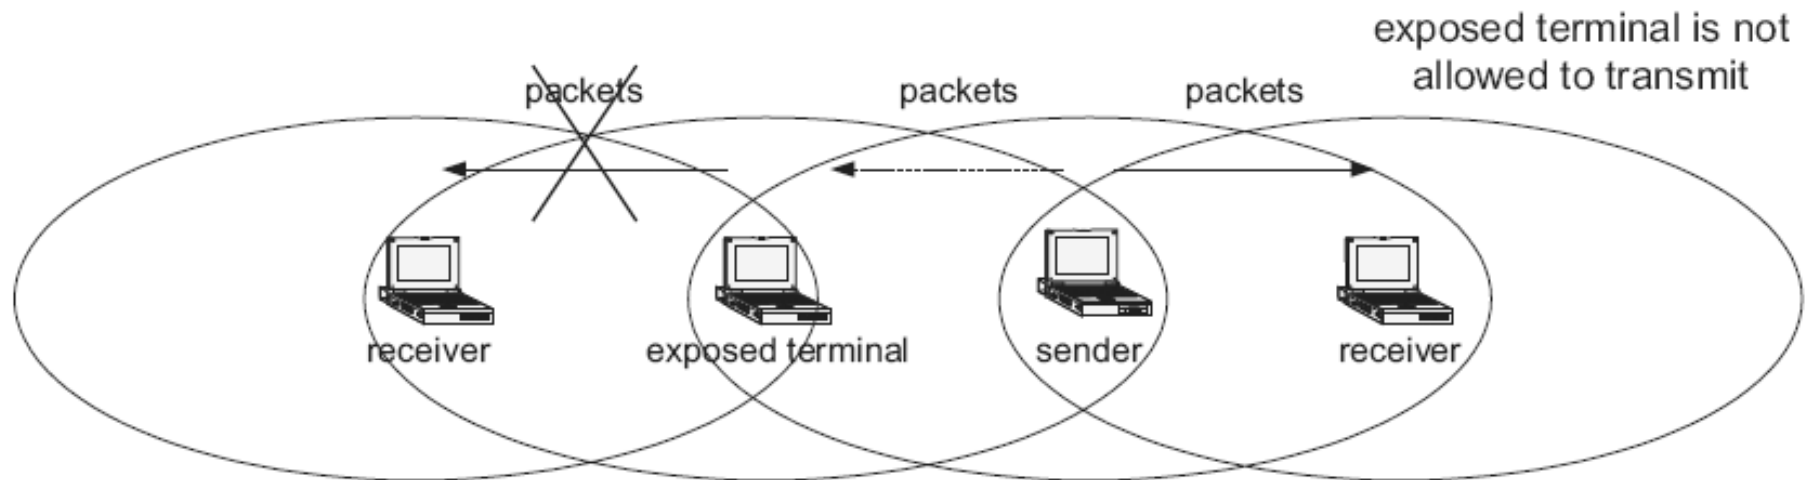 exposed terminal is not
allowed to transmit
packets
packets
packets
receiver
exposed terminal
sender
receiver